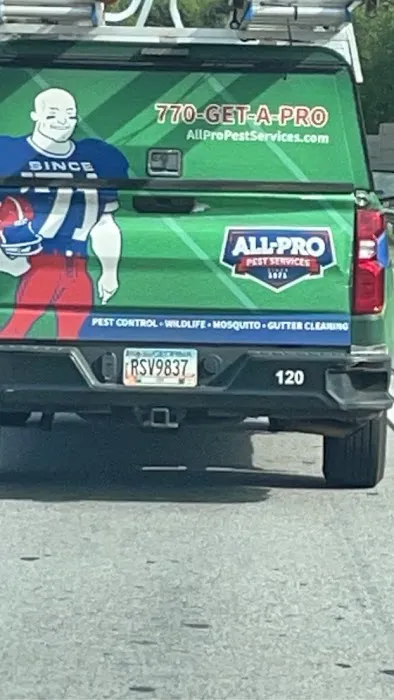 770-GET-A-PRO
AllProPestServices.com
SINCE
71
ALL-PRO
PEST SERVICES
SINCE
1971
PEST CONTROL • WILDLIFE • MOSQUITO • GUTTER CLEANING
RSV9837
120